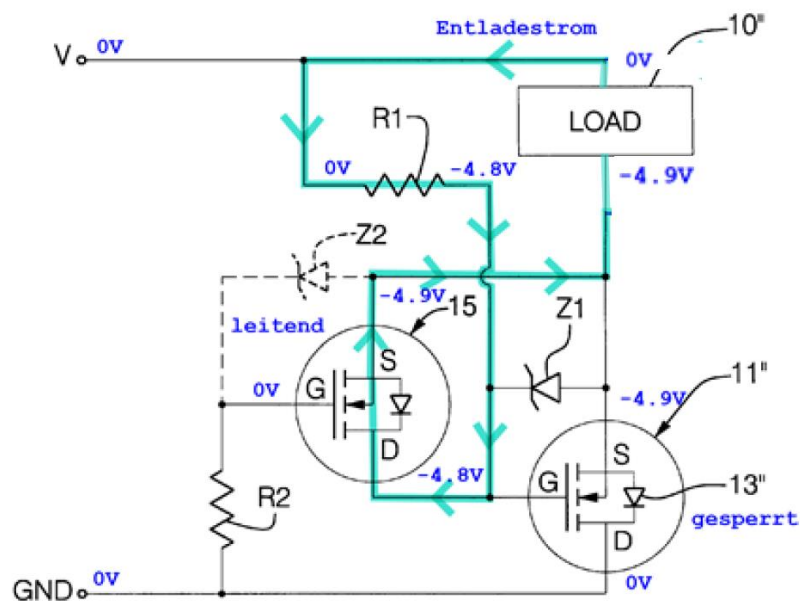 Entladestrom
10"
V
0V
0V
LOAD
R1
0V
-4.8V
-4.9V
Z2
-4.9V
15
Z1
leitend
S
-4.9V
11"
0V
G
D
-4.8V
S
G
13"
R2
gesperrt
D
GND
0V
0V